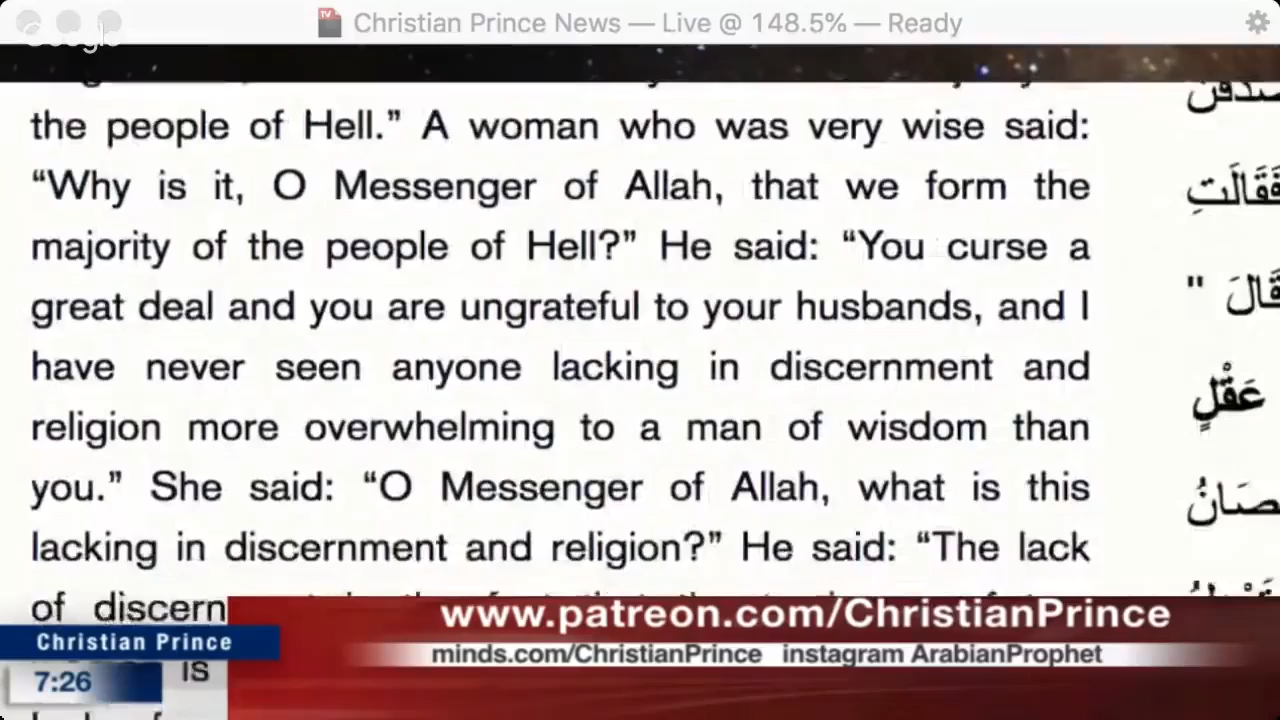 Christian Prince News — Live @ 148.5% — Ready
Google
the people of Hell.” A woman who was very wise said:
“Why is it, O Messenger of Allah, that we form the
majority of the people of Hell?” He said: “You curse a
great deal and you are ungrateful to your husbands, and I
have never seen anyone lacking in discernment and
religion more overwhelming to a man of wisdom than
you.” She said: “O Messenger of Allah, what is this
lacking in discernment and religion?” He said: “The lack
of discern
is
فَقَالَتِ
قَالَ "
عَقْلٍ
www.patreon.com/ChristianPrince
Christian Prince
minds.com/ChristianPrince instagram ArabianProphet
7:26